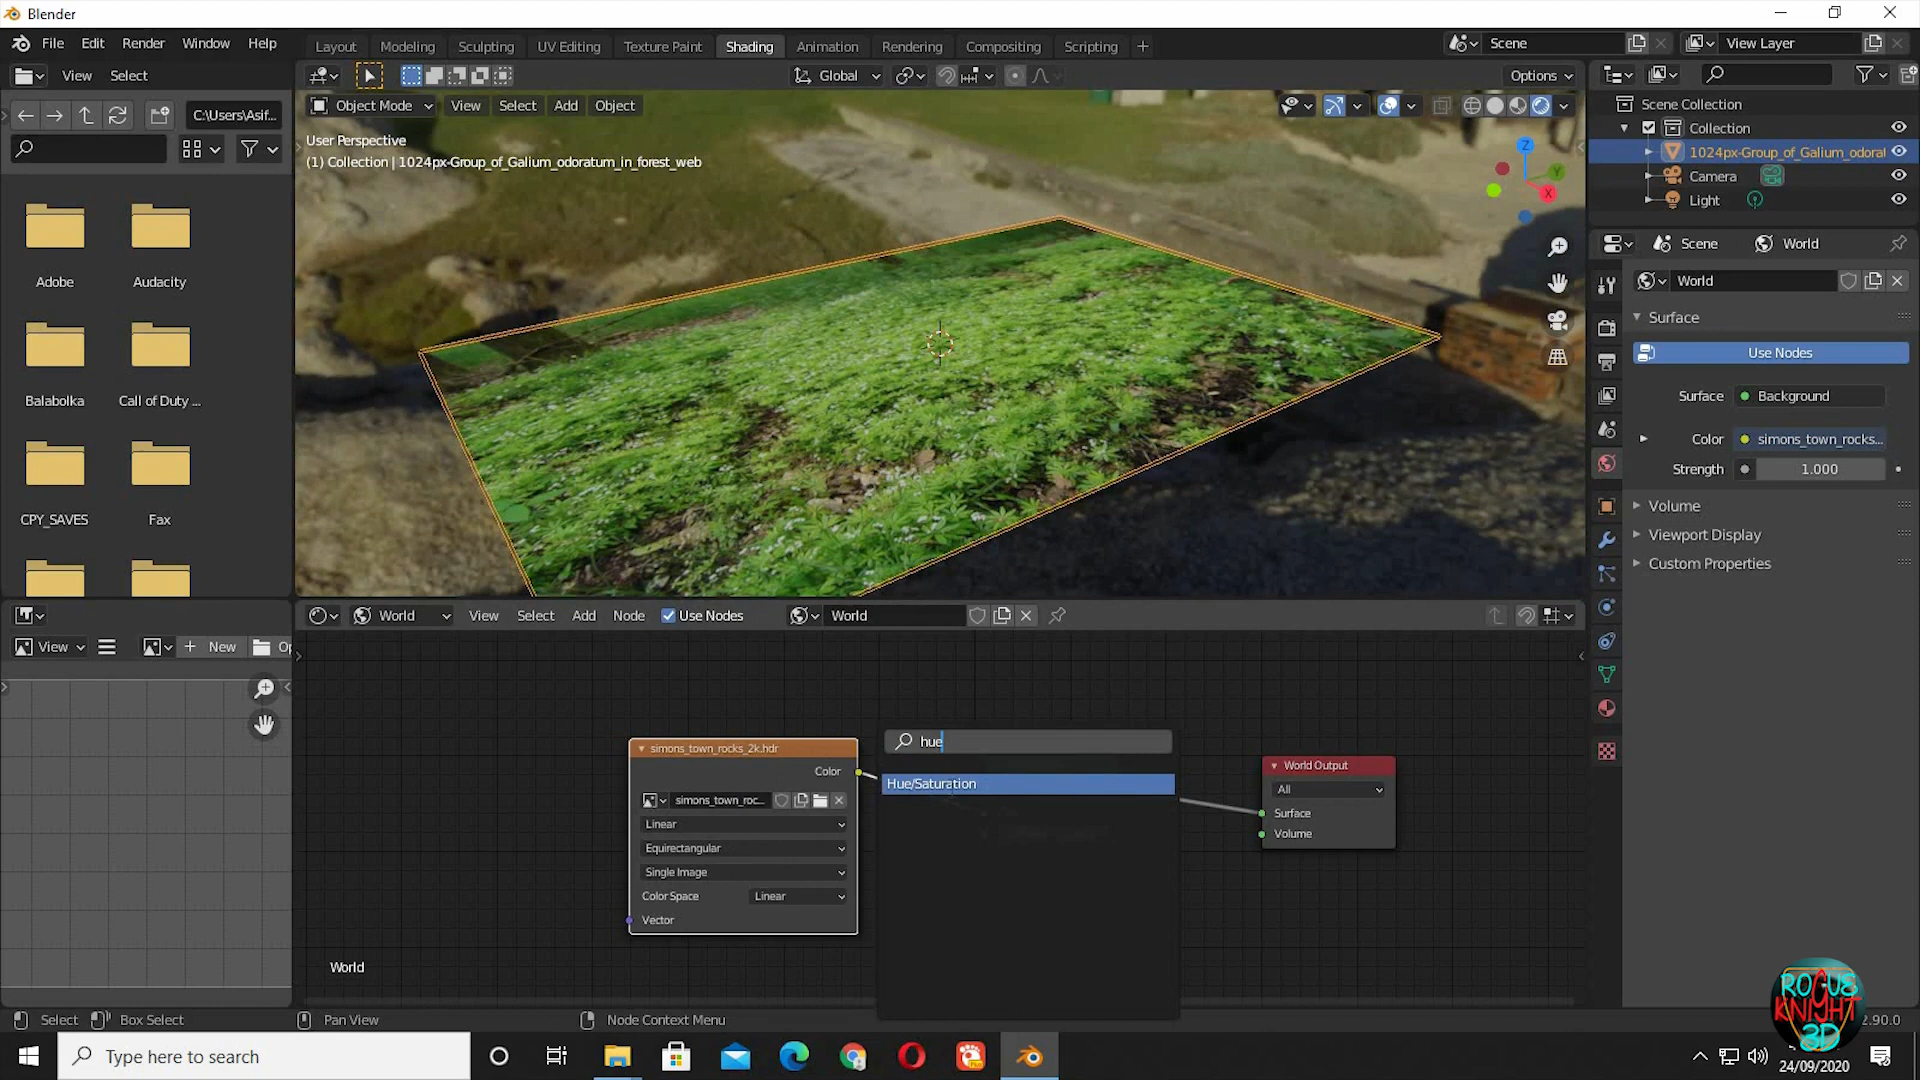 Blender
File Edit Render Window Help
Layout Modeling Sculpting UV Editing Texture Paint Shading Animation Rendering Compositing Scripting
Scene
View Layer
View Select
Global
Options
C:\Users\Asif...
Object Mode View Select Add Object
User Perspective
(1) Collection | 1024px-Group_of_Galium_odoratum_in_forest_web
Z
Y
X
Adobe
Audacity
Balabolka
Call of Duty ...
CPY_SAVES
Fax
Scene Collection
Collection
1024px-Group_of_Galium_odorat
Camera
Light
Scene World
World
Surface
Use Nodes
Surface Background
Color simons_town_rocks...
Strength 1.000
Volume
Viewport Display
Custom Properties
World View Select Add Node Use Nodes World
View New Op
simons_town_rocks_2k.hdr
Color
simons_town_roc...
Linear
Equirectangular
Single Image
Color Space Linear
Vector
hue
Hue/Saturation
World Output
All
Surface
Volume
World
Select Box Select Pan View Node Context Menu
2.90.0
ROGUE
KNIGHT
3D
Type here to search
24/09/2020